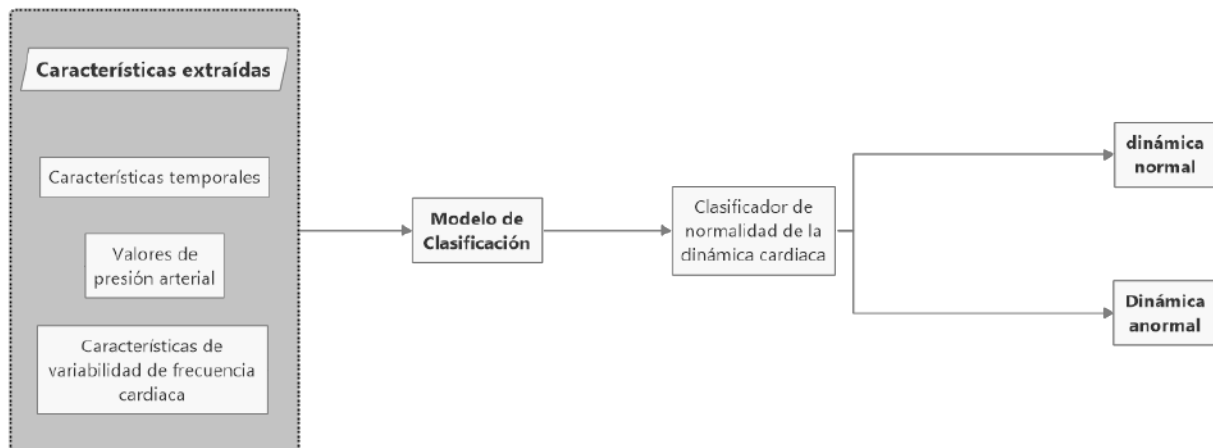 Características extraídas
Características temporales
Valores de
presión arterial
Características de
variabilidad de frecuencia
cardiaca
Modelo de
Clasificación
Clasificador de
normalidad de la
dinámica cardiaca
dinámica
normal
Dinámica
anormal